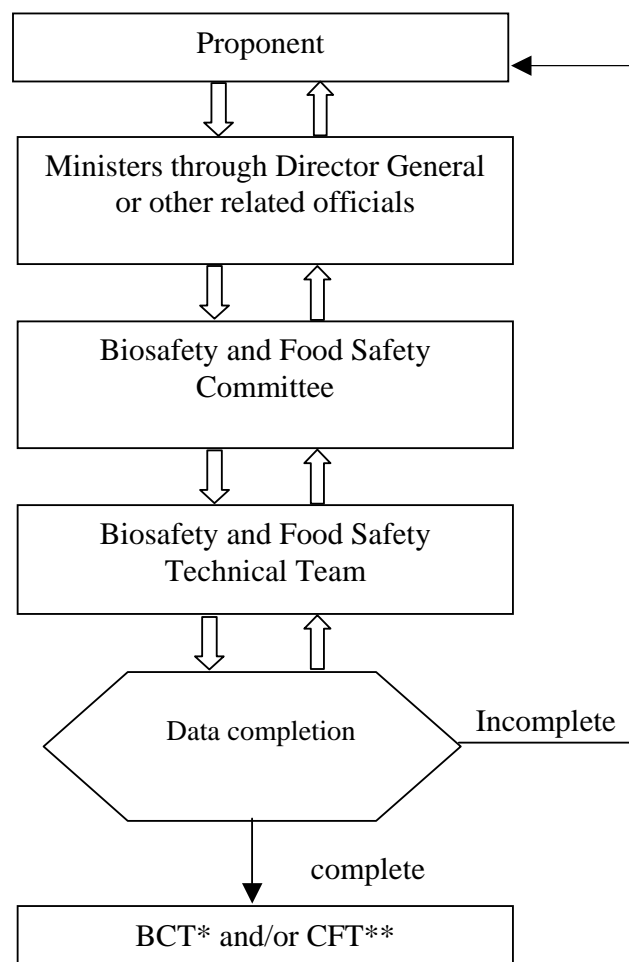 Proponent
Ministers through Director General
or other related officials
Biosafety and Food Safety
Committee
Biosafety and Food Safety
Technical Team
Data completion
Incomplete
complete
BCT* and/or CFT**